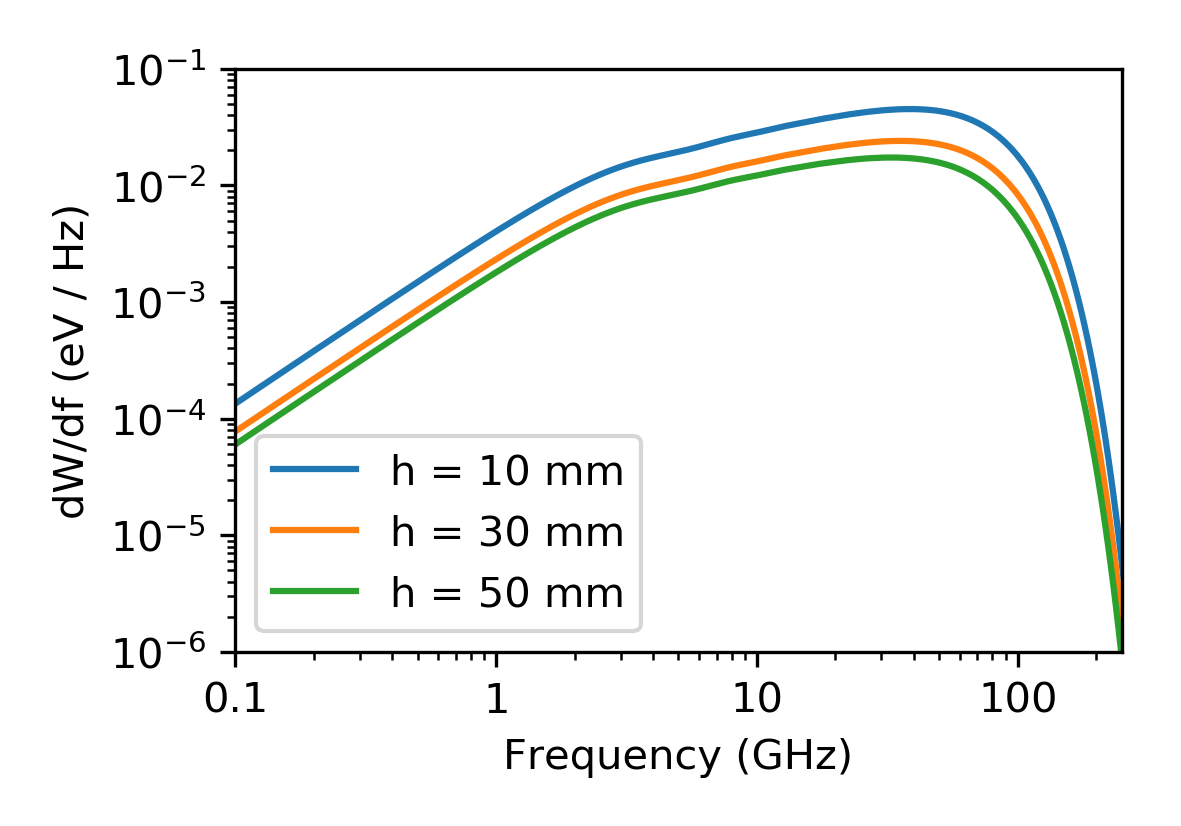 10⁻¹
10⁻²
10⁻³
10⁻⁴
10⁻⁵
10⁻⁶
dW/df (eV / Hz)
h = 10 mm
h = 30 mm
h = 50 mm
0.1 1 10 100
Frequency (GHz)